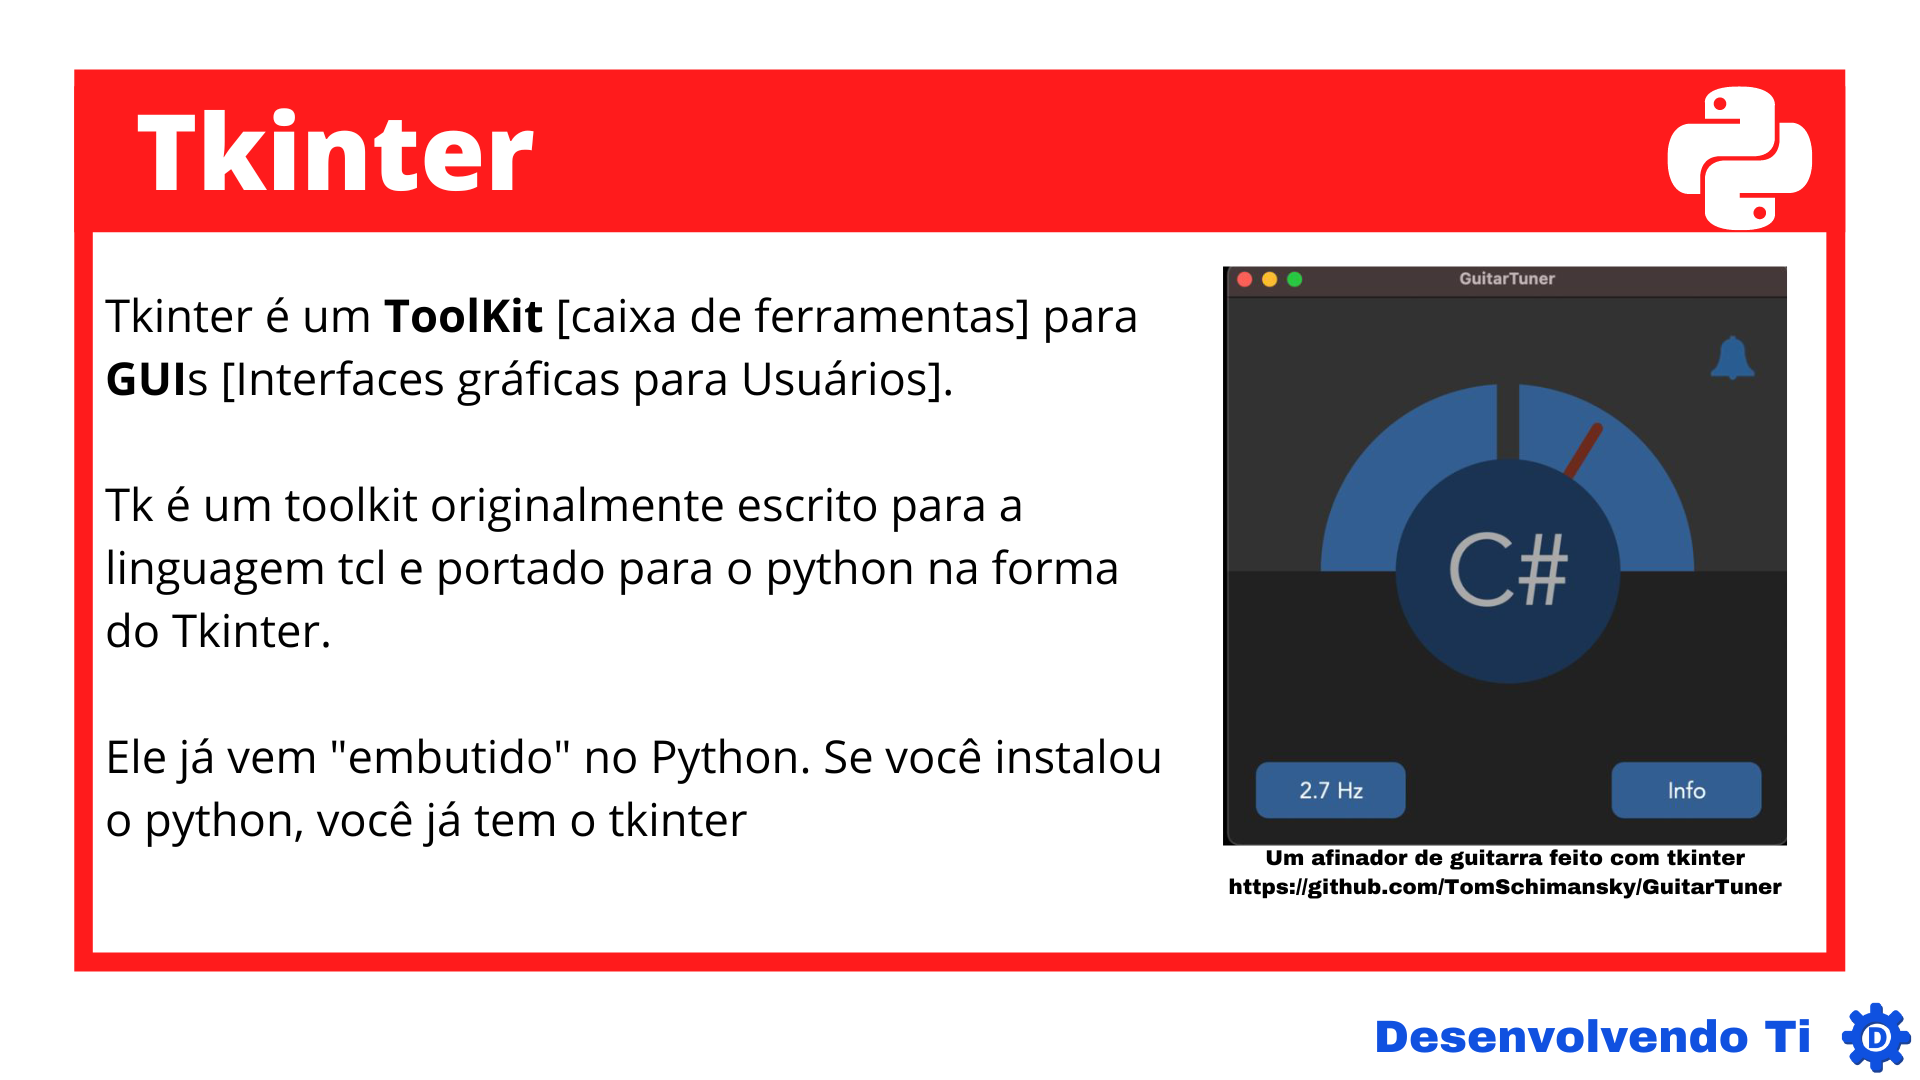 Tkinter
Tkinter é um ToolKit [caixa de ferramentas] para
GUIs [Interfaces gráficas para Usuários].
Tk é um toolkit originalmente escrito para a
linguagem tcl e portado para o python na forma
do Tkinter.
Ele já vem "embutido" no Python. Se você instalou
o python, você já tem o tkinter
GuitarTuner
C#
2.7 Hz
Info
Um afinador de guitarra feito com tkinter
https://github.com/TomSchimansky/GuitarTuner
Desenvolvendo Ti
D